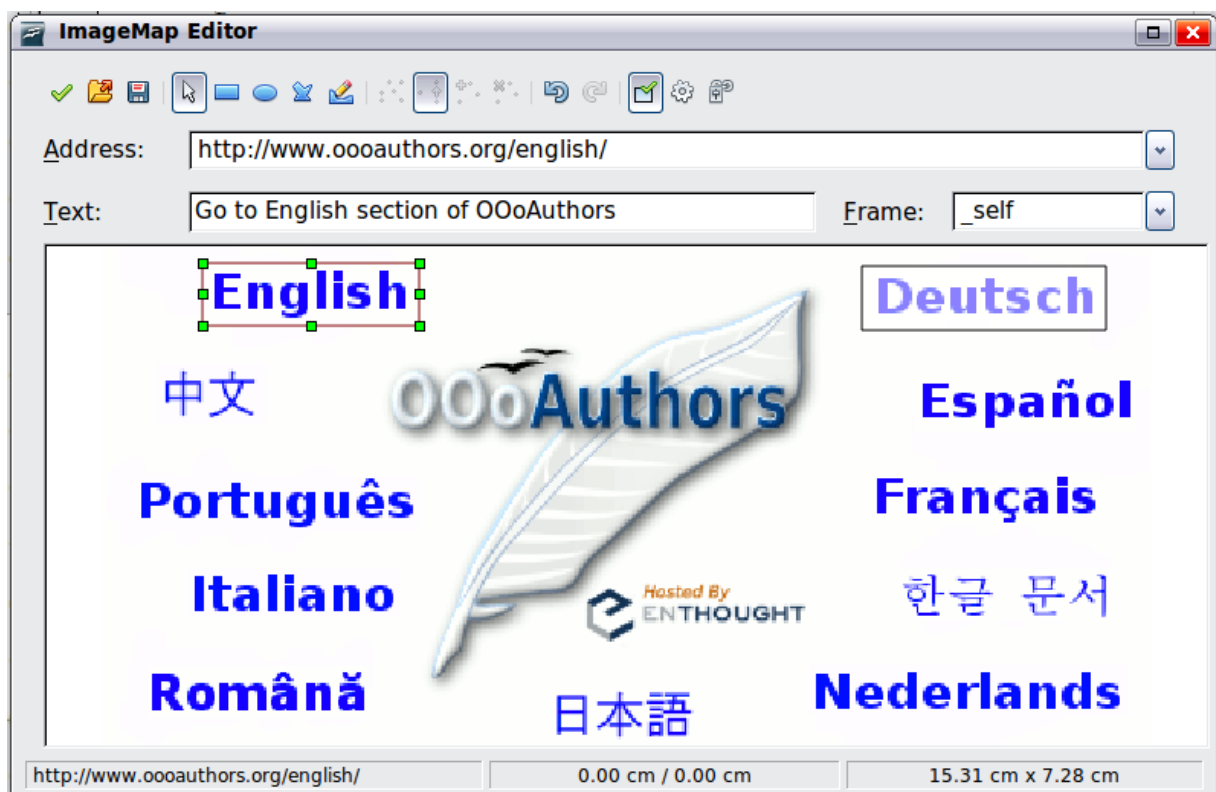 ImageMap Editor
Address: http://www.oooauthors.org/english/
Text: Go to English section of OOoAuthors Frame: _self
English Deutsch
中文 OOoAuthors Español
Português Français
Italiano Hosted By 한글 문서
ENTHOUGHT
Română 日本語 Nederlands
http://www.oooauthors.org/english/ 0.00 cm / 0.00 cm 15.31 cm x 7.28 cm